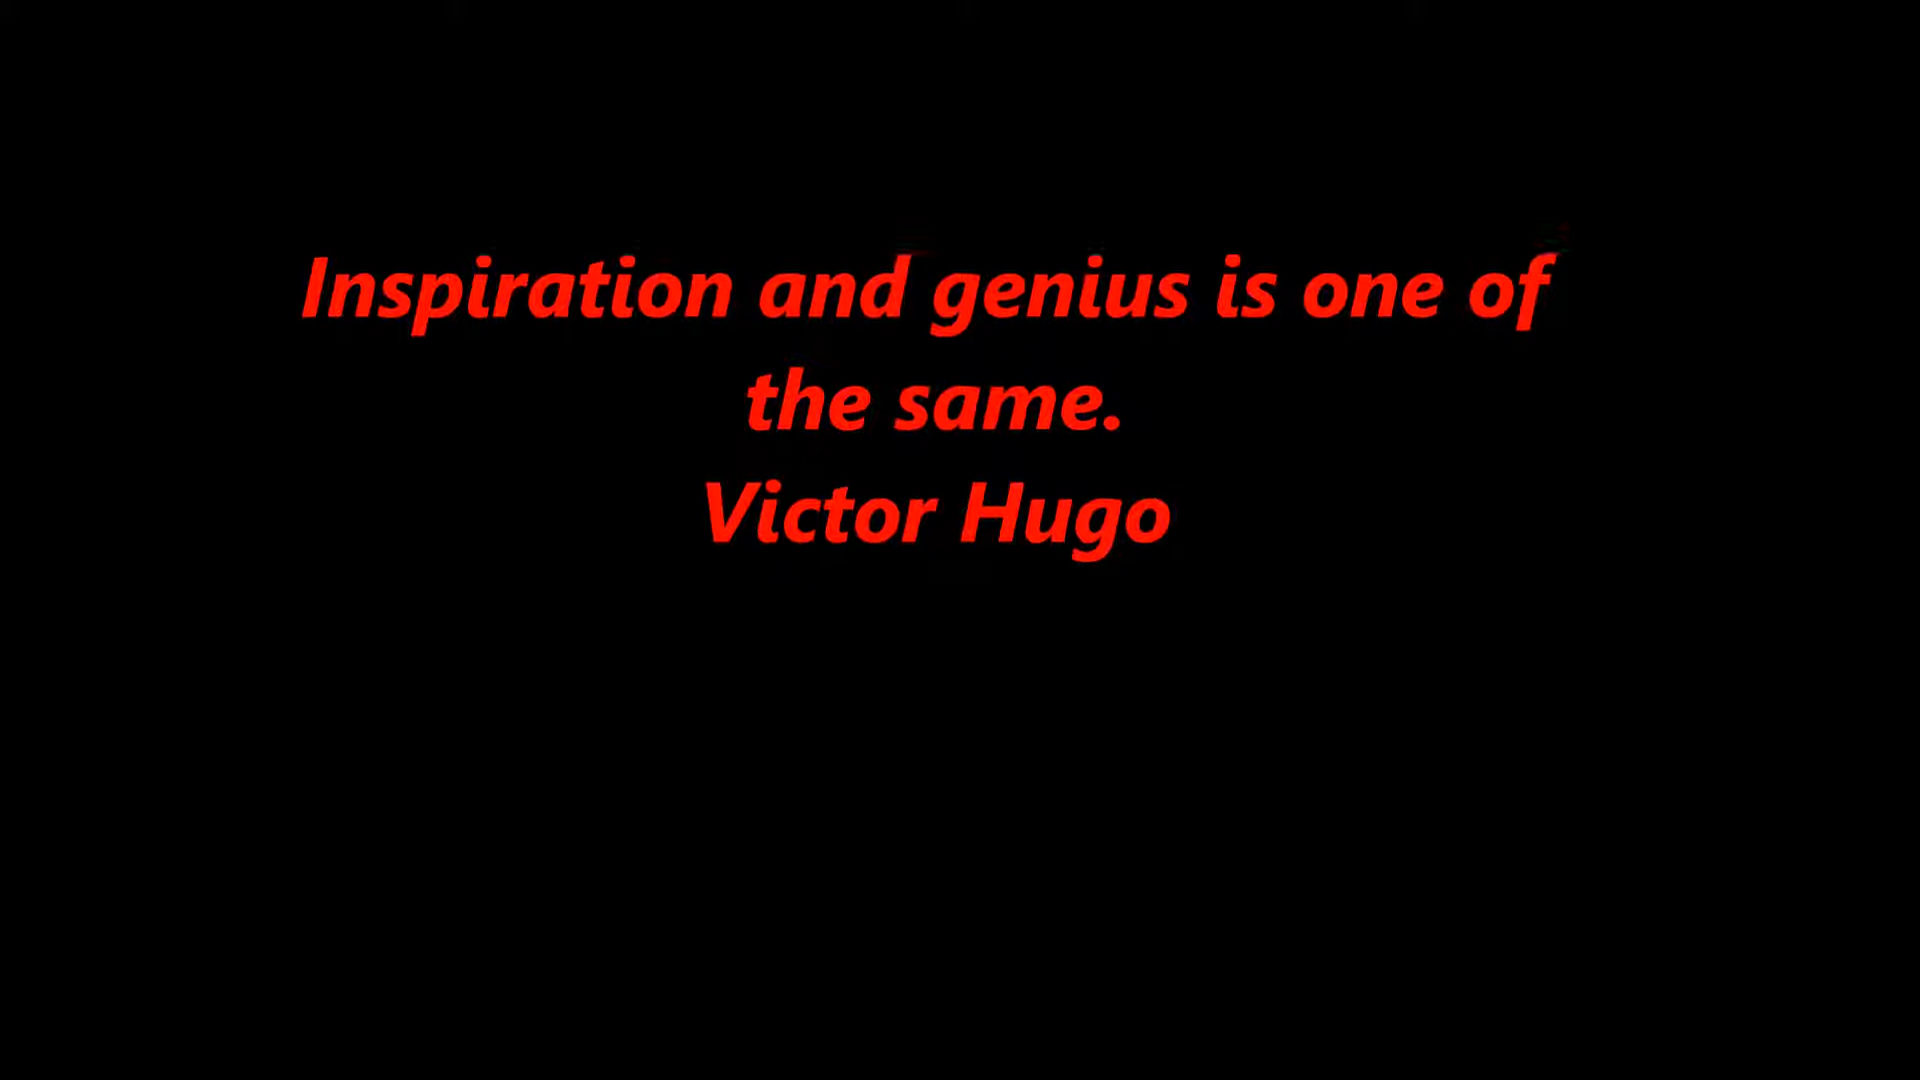 Inspiration and genius is one of
the same.
Victor Hugo